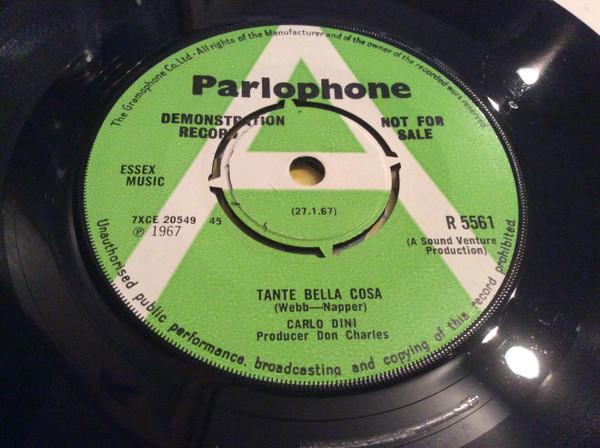 The Gramophone Co. Ltd. - All rights of the Manufacturer and of the owner of the recorded work reserved.
Parlophone
DEMONSTRATION
RECORD
NOT FOR
SALE
ESSEX
MUSIC
(27.1.67)
7XCE 20549 45
℗ 1967
R 5561
(A Sound Venture
Production)
TANTE BELLA COSA
(Webb—Napper)
CARLO DINI
Producer Don Charles
Unauthorised public performance, broadcasting and copying of this record prohibited.